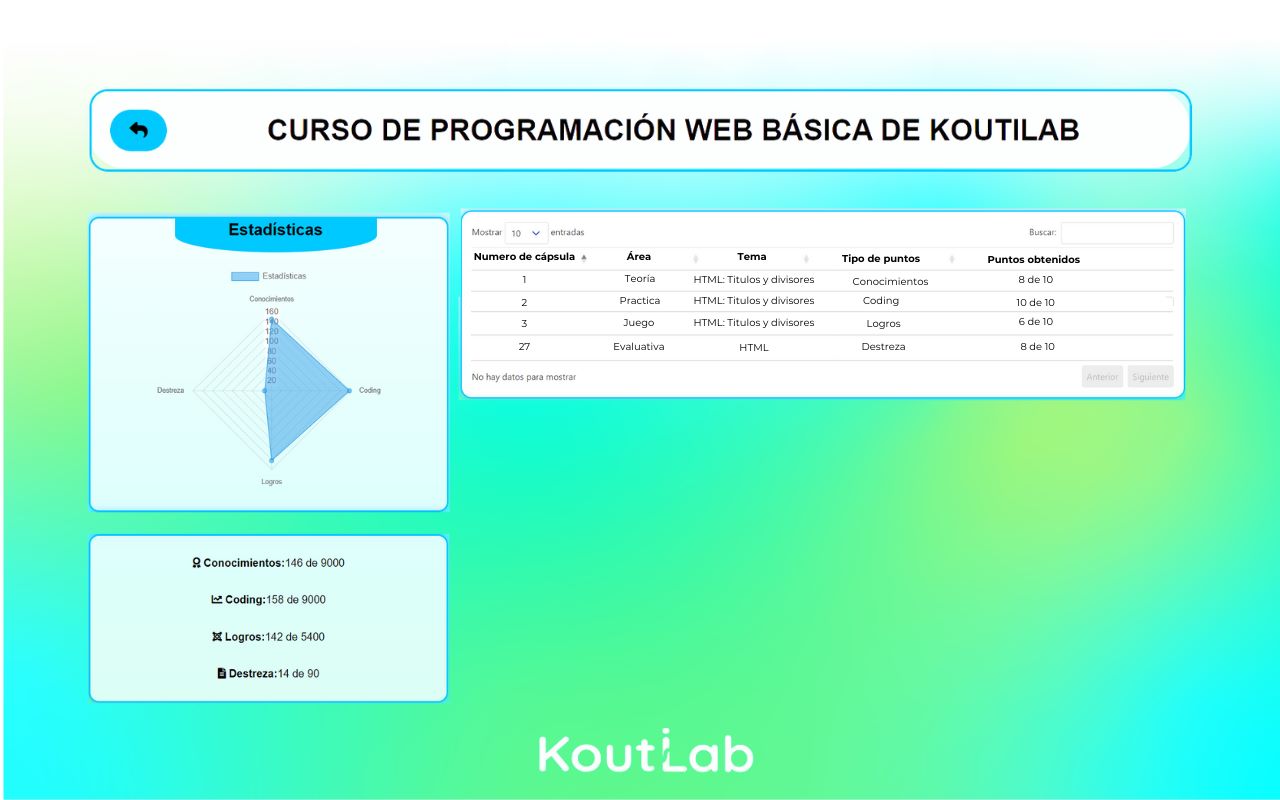 CURSO DE PROGRAMACIÓN WEB BÁSICA DE KOUTILAB
Estadísticas
Estadísticas
Conocimientos
160
140
120
100
80
60
40
20
Destreza
Coding
Logros
Mostrar 10 entradas Buscar:
Numero de cápsula Área Tema Tipo de puntos Puntos obtenidos
1 Teoría HTML: Titulos y divisores Conocimientos 8 de 10
2 Practica HTML: Titulos y divisores Coding 10 de 10
3 Juego HTML: Titulos y divisores Logros 6 de 10
27 Evaluativa HTML Destreza 8 de 10
No hay datos para mostrar Anterior Siguiente
Conocimientos:146 de 9000
Coding:158 de 9000
Logros:142 de 5400
Destreza:14 de 90
KoutiLab